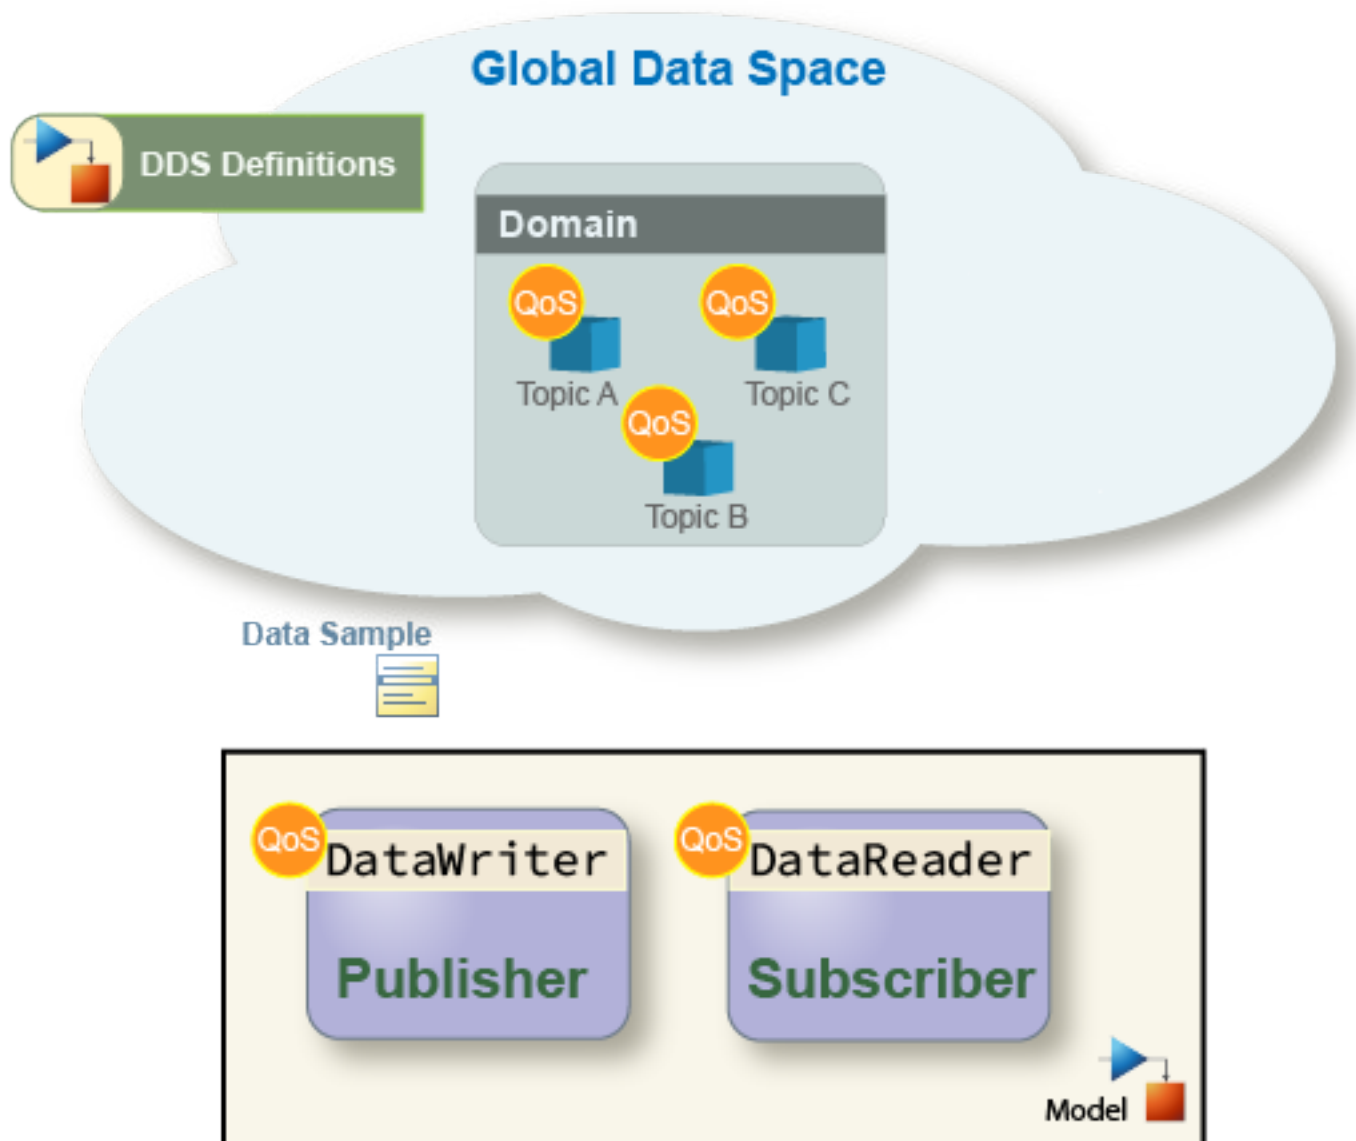 Global Data Space
DDS Definitions
Domain
QoS
QoS
Topic A
Topic C
QoS
Topic B
Data Sample
QoS
DataWriter
Publisher
QoS
DataReader
Subscriber
Model